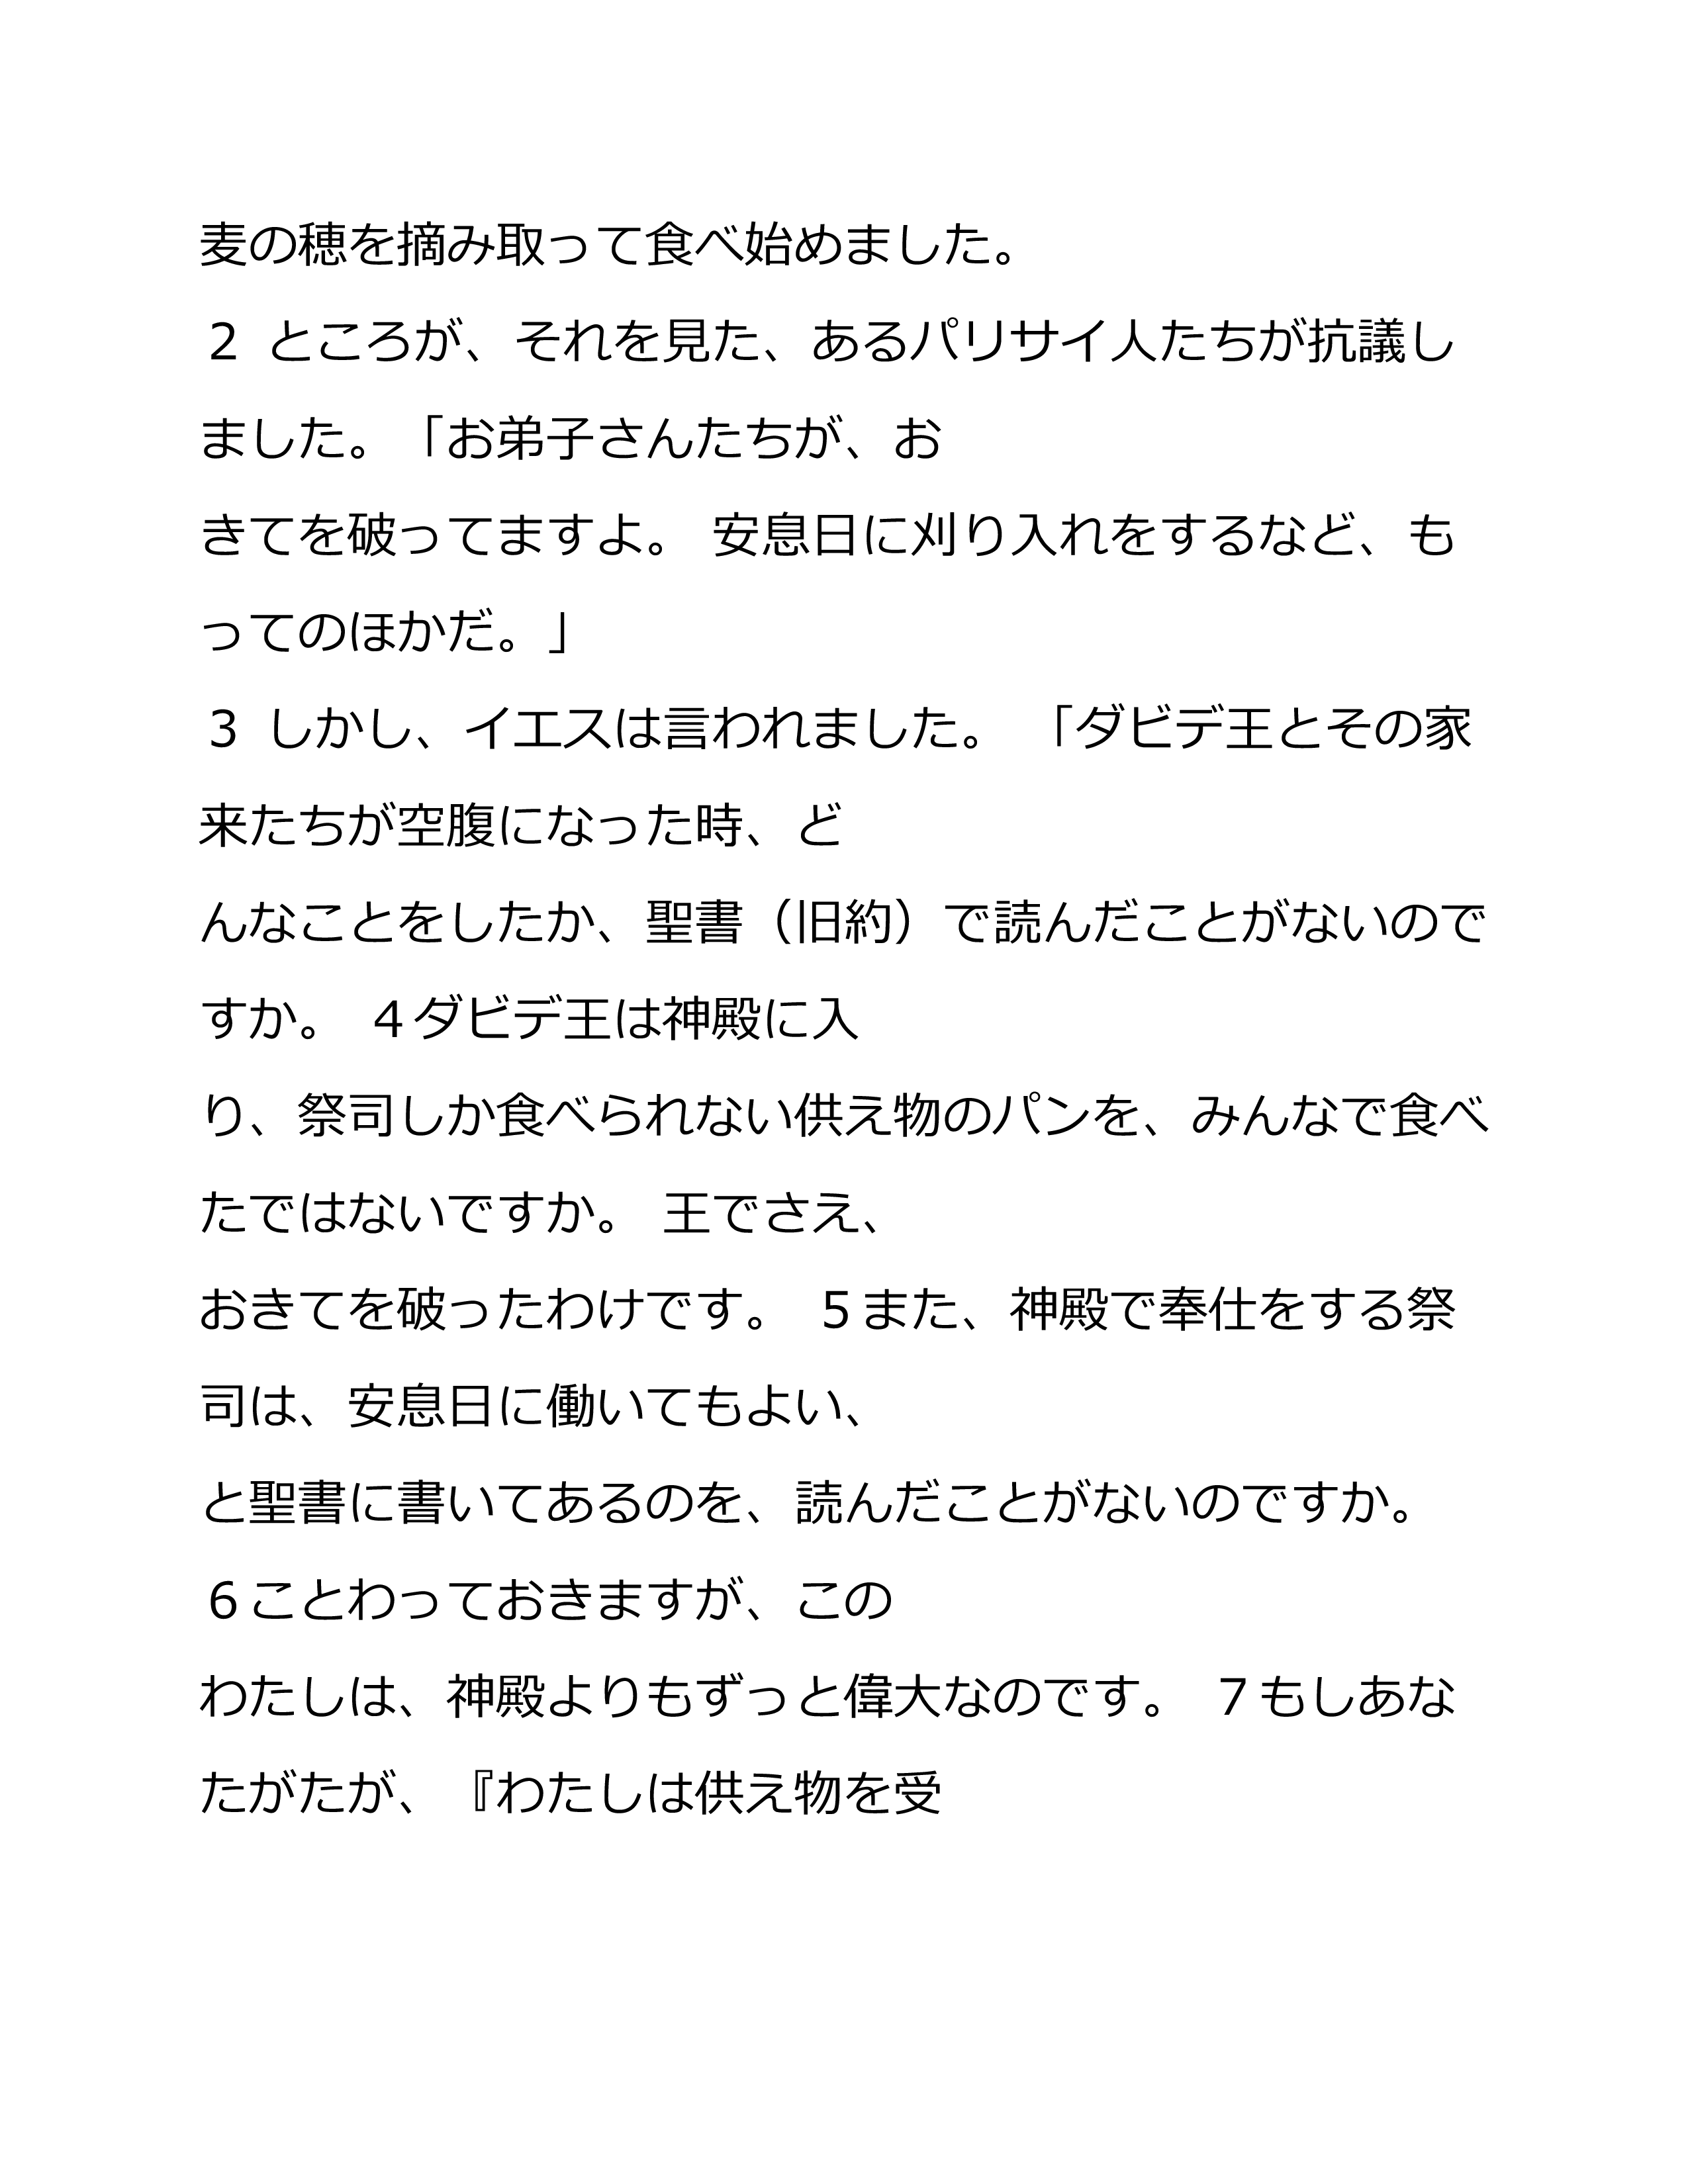 麦の穂を摘み取って食べ始めました。
２ ところが、それを見た、あるパリサイ人たちが抗議し
ました。「お弟子さんたちが、お
きてを破ってますよ。 安息日に刈り入れをするなど、も
ってのほかだ。」
３ しかし、イエスは言われました。 「ダビデ王とその家
来たちが空腹になった時、ど
んなことをしたか、聖書（旧約）で読んだことがないので
すか。 ４ダビデ王は神殿に入
り、祭司しか食べられない供え物のパンを、みんなで食べ
たではないですか。 王でさえ、
おきてを破ったわけです。 ５また、神殿で奉仕をする祭
司は、安息日に働いてもよい、
と聖書に書いてあるのを、読んだことがないのですか。
６ことわっておきますが、この
わたしは、神殿よりもずっと偉大なのです。 ７もしあな
たがたが、『わたしは供え物を受